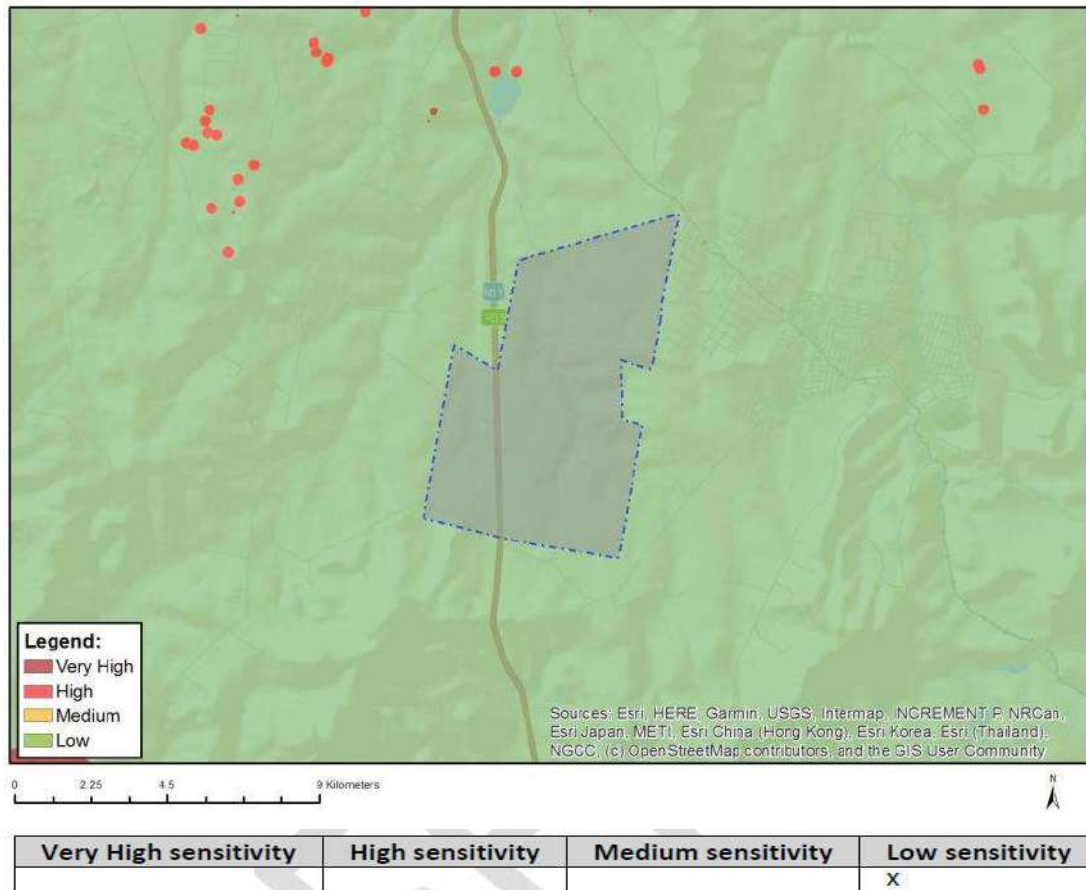 Legend:
Very High
High
Medium
Low
Sources: Esri, HERE, Garmin, USGS, Intermap, INCREMENT P, NRCan,
Esri Japan, METI, Esri China (Hong Kong), Esri Korea, Esri (Thailand),
NGCC, (c) OpenStreetMap contributors, and the GIS User Community
0 2.25 4.5 9 Kilometers
N
Very High sensitivity High sensitivity Medium sensitivity Low sensitivity
X